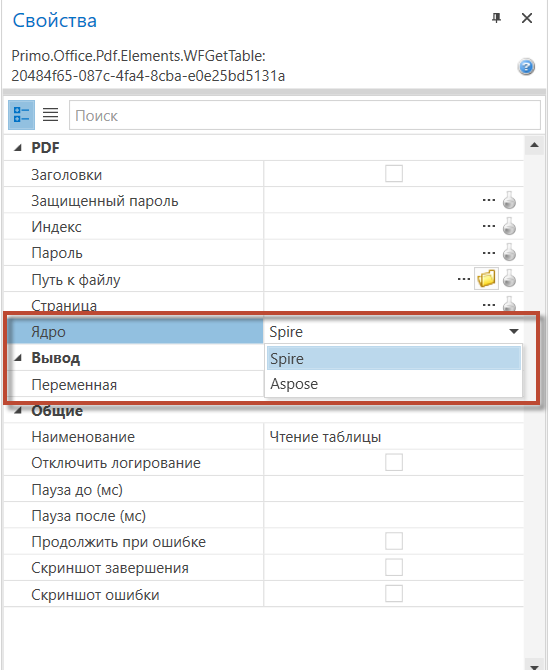 Свойства
Primo.Office.Pdf.Elements.WFGetTable:
20484f65-087c-4fa4-8cba-e0e25bd5131a
Поиск
PDF
Заголовки
Защищенный пароль ...
Индекс ...
Пароль ...
Путь к файлу ...
Страница ...
Ядро Spire
Spire
Вывод
Aspose
Переменная
Общие
Наименование Чтение таблицы
Отключить логирование
Пауза до (мс)
Пауза после (мс)
Продолжить при ошибке
Скриншот завершения
Скриншот ошибки